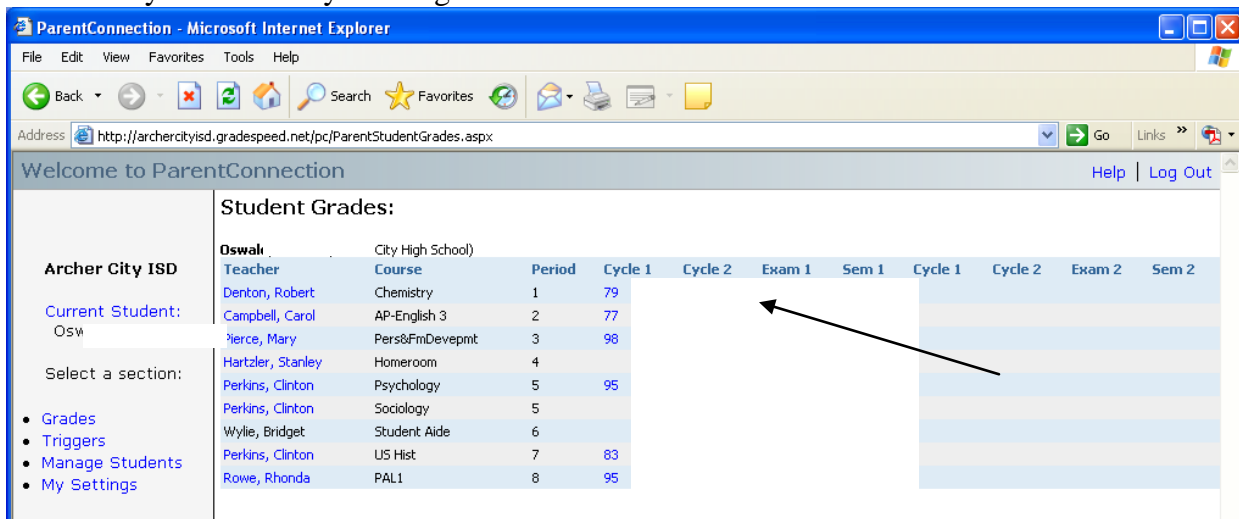 ParentConnection - Microsoft Internet Explorer
File Edit View Favorites Tools Help
Back Search Favorites
Address http://archercityisd.gradespeed.net/pc/ParentStudentGrades.aspx Go Links »
Welcome to ParentConnection Help | Log Out
Student Grades:
City High School)
Archer City ISD
Current Student:
Select a section:
• Grades
• Triggers
• Manage Students
• My Settings
Teacher Course Period Cycle 1 Cycle 2 Exam 1 Sem 1 Cycle 1 Cycle 2 Exam 2 Sem 2
Denton, Robert Chemistry 1 79
Campbell, Carol AP-English 3 2 77
Pierce, Mary Pers&FmDevepmt 3 98
Hartzler, Stanley Homeroom 4
Perkins, Clinton Psychology 5 95
Perkins, Clinton Sociology 5
Wylie, Bridget Student Aide 6
Perkins, Clinton US Hist 7 83
Rowe, Rhonda PAL1 8 95